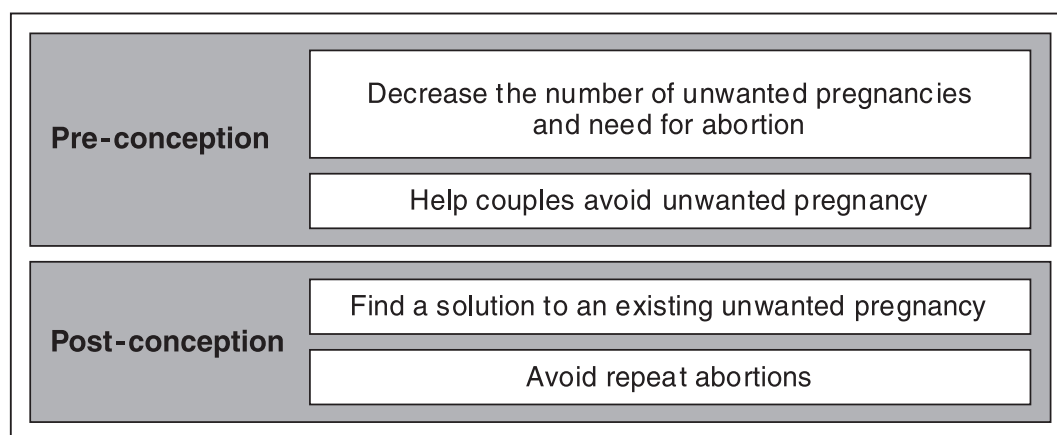 Pre-conception
Decrease the number of unwanted pregnancies
and need for abortion
Help couples avoid unwanted pregnancy
Post-conception
Find a solution to an existing unwanted pregnancy
Avoid repeat abortions